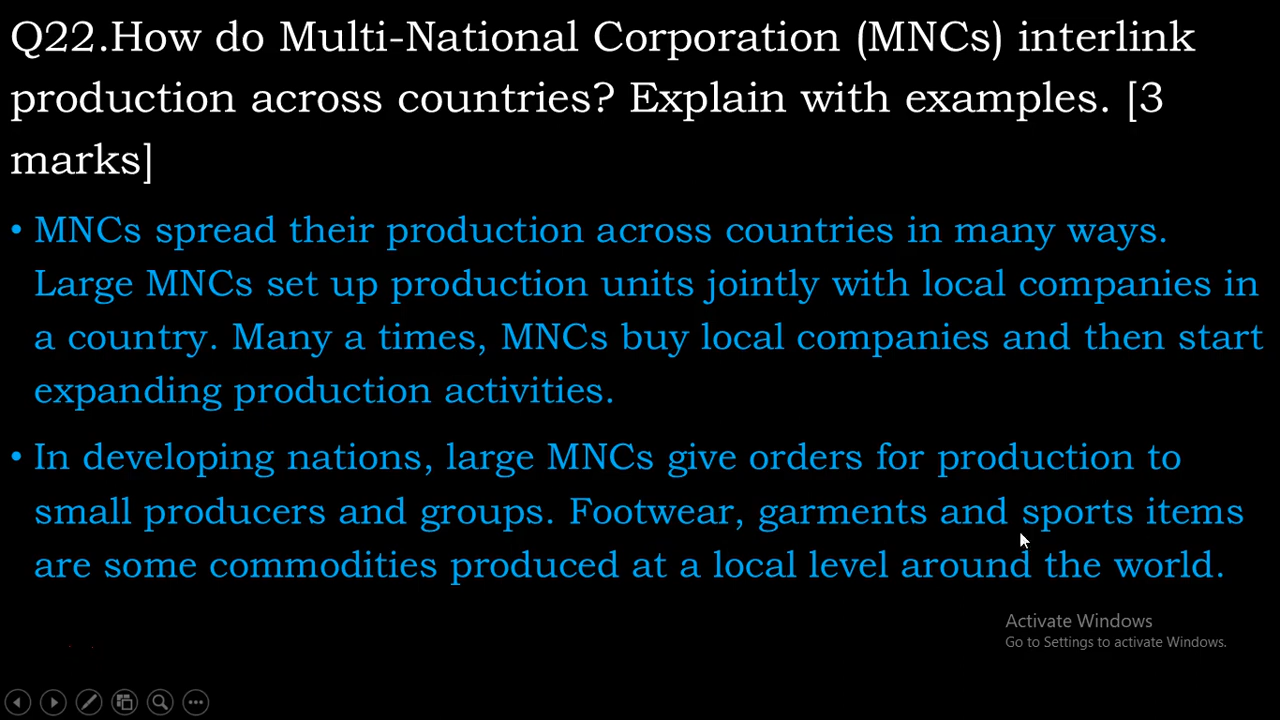 Q22.How do Multi-National Corporation (MNCs) interlink
production across countries? Explain with examples. [3
marks]
• MNCs spread their production across countries in many ways.
Large MNCs set up production units jointly with local companies in
a country. Many a times, MNCs buy local companies and then start
expanding production activities.
• In developing nations, large MNCs give orders for production to
small producers and groups. Footwear, garments and sports items
are some commodities produced at a local level around the world.
Activate Windows
Go to Settings to activate Windows.